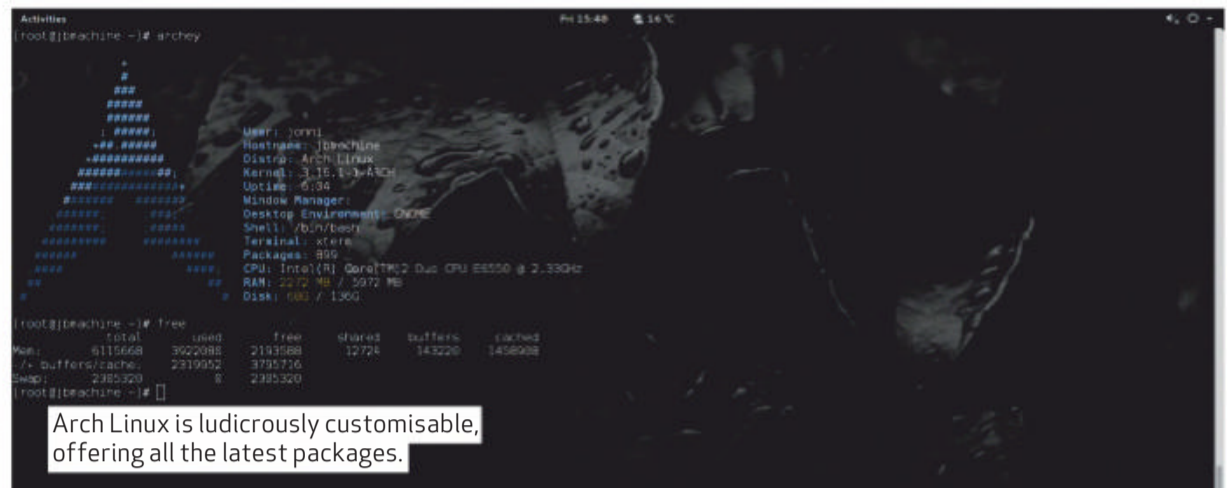 Activities Fri 15:48 16 °C
[root@jbmachine ~]# archey
User: jonni
Hostname: jbmachine
Distro: Arch Linux
Kernel: 3.16.1-1-ARCH
Uptime: 6:34
Window Manager:
Desktop Environment: GNOME
Shell: /bin/bash
Terminal: xterm
Packages: 899
CPU: Intel(R) Core(TM)2 Duo CPU E6550 @ 2.33GHz
RAM: 2272 MB / 5972 MB
Disk: 68G / 136G
[root@jbmachine ~]# free
total used free shared buffers cached
Mem: 6115668 3922088 2193588 143220
-/+ buffers/cache: 2319952 3795716
Swap: 2385320 0 2385320
[root@jbmachine ~]#
Arch Linux is ludicrously customisable,
offering all the latest packages.